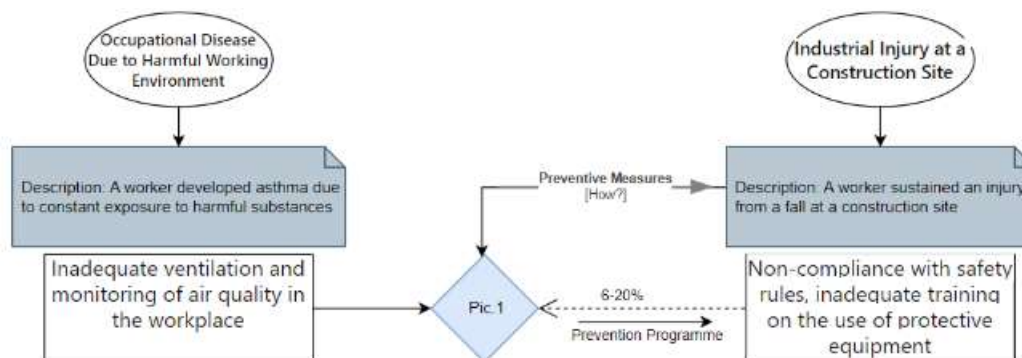 Occupational Disease
Due to Harmful Working
Environment
Industrial Injury at a
Construction Site
Description: A worker developed asthma due
to constant exposure to harmful substances
Preventive Measures
[How?]
Description: A worker sustained an injury
from a fall at a construction site
Inadequate ventilation and
monitoring of air quality in
the workplace
Pic.1
6-20%
Prevention Programme
Non-compliance with safety
rules, inadequate training
on the use of protective
equipment